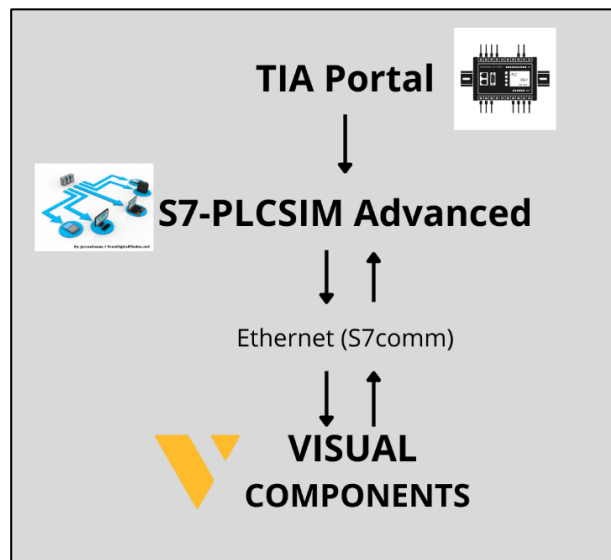 TIA Portal
S7-PLCSIM Advanced
Ethernet (S7comm)
VISUAL
COMPONENTS